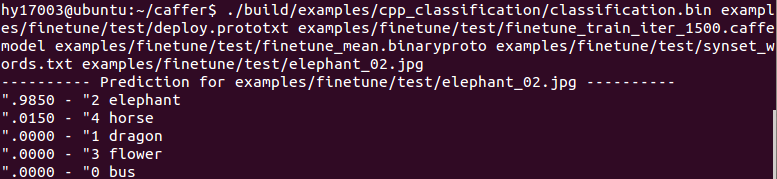 hy17003@ubuntu:~/caffer$ ./build/examples/cpp_classification/classification.bin exampl
es/finetune/test/deploy.prototxt examples/finetune/test/finetune_train_iter_1500.caffe
model examples/finetune/test/finetune_mean.binaryproto examples/finetune/test/synset_w
ords.txt examples/finetune/test/elephant_02.jpg
---------- Prediction for examples/finetune/test/elephant_02.jpg ----------
".9850 - "2 elephant
".0150 - "4 horse
".0000 - "1 dragon
".0000 - "3 flower
".0000 - "0 bus